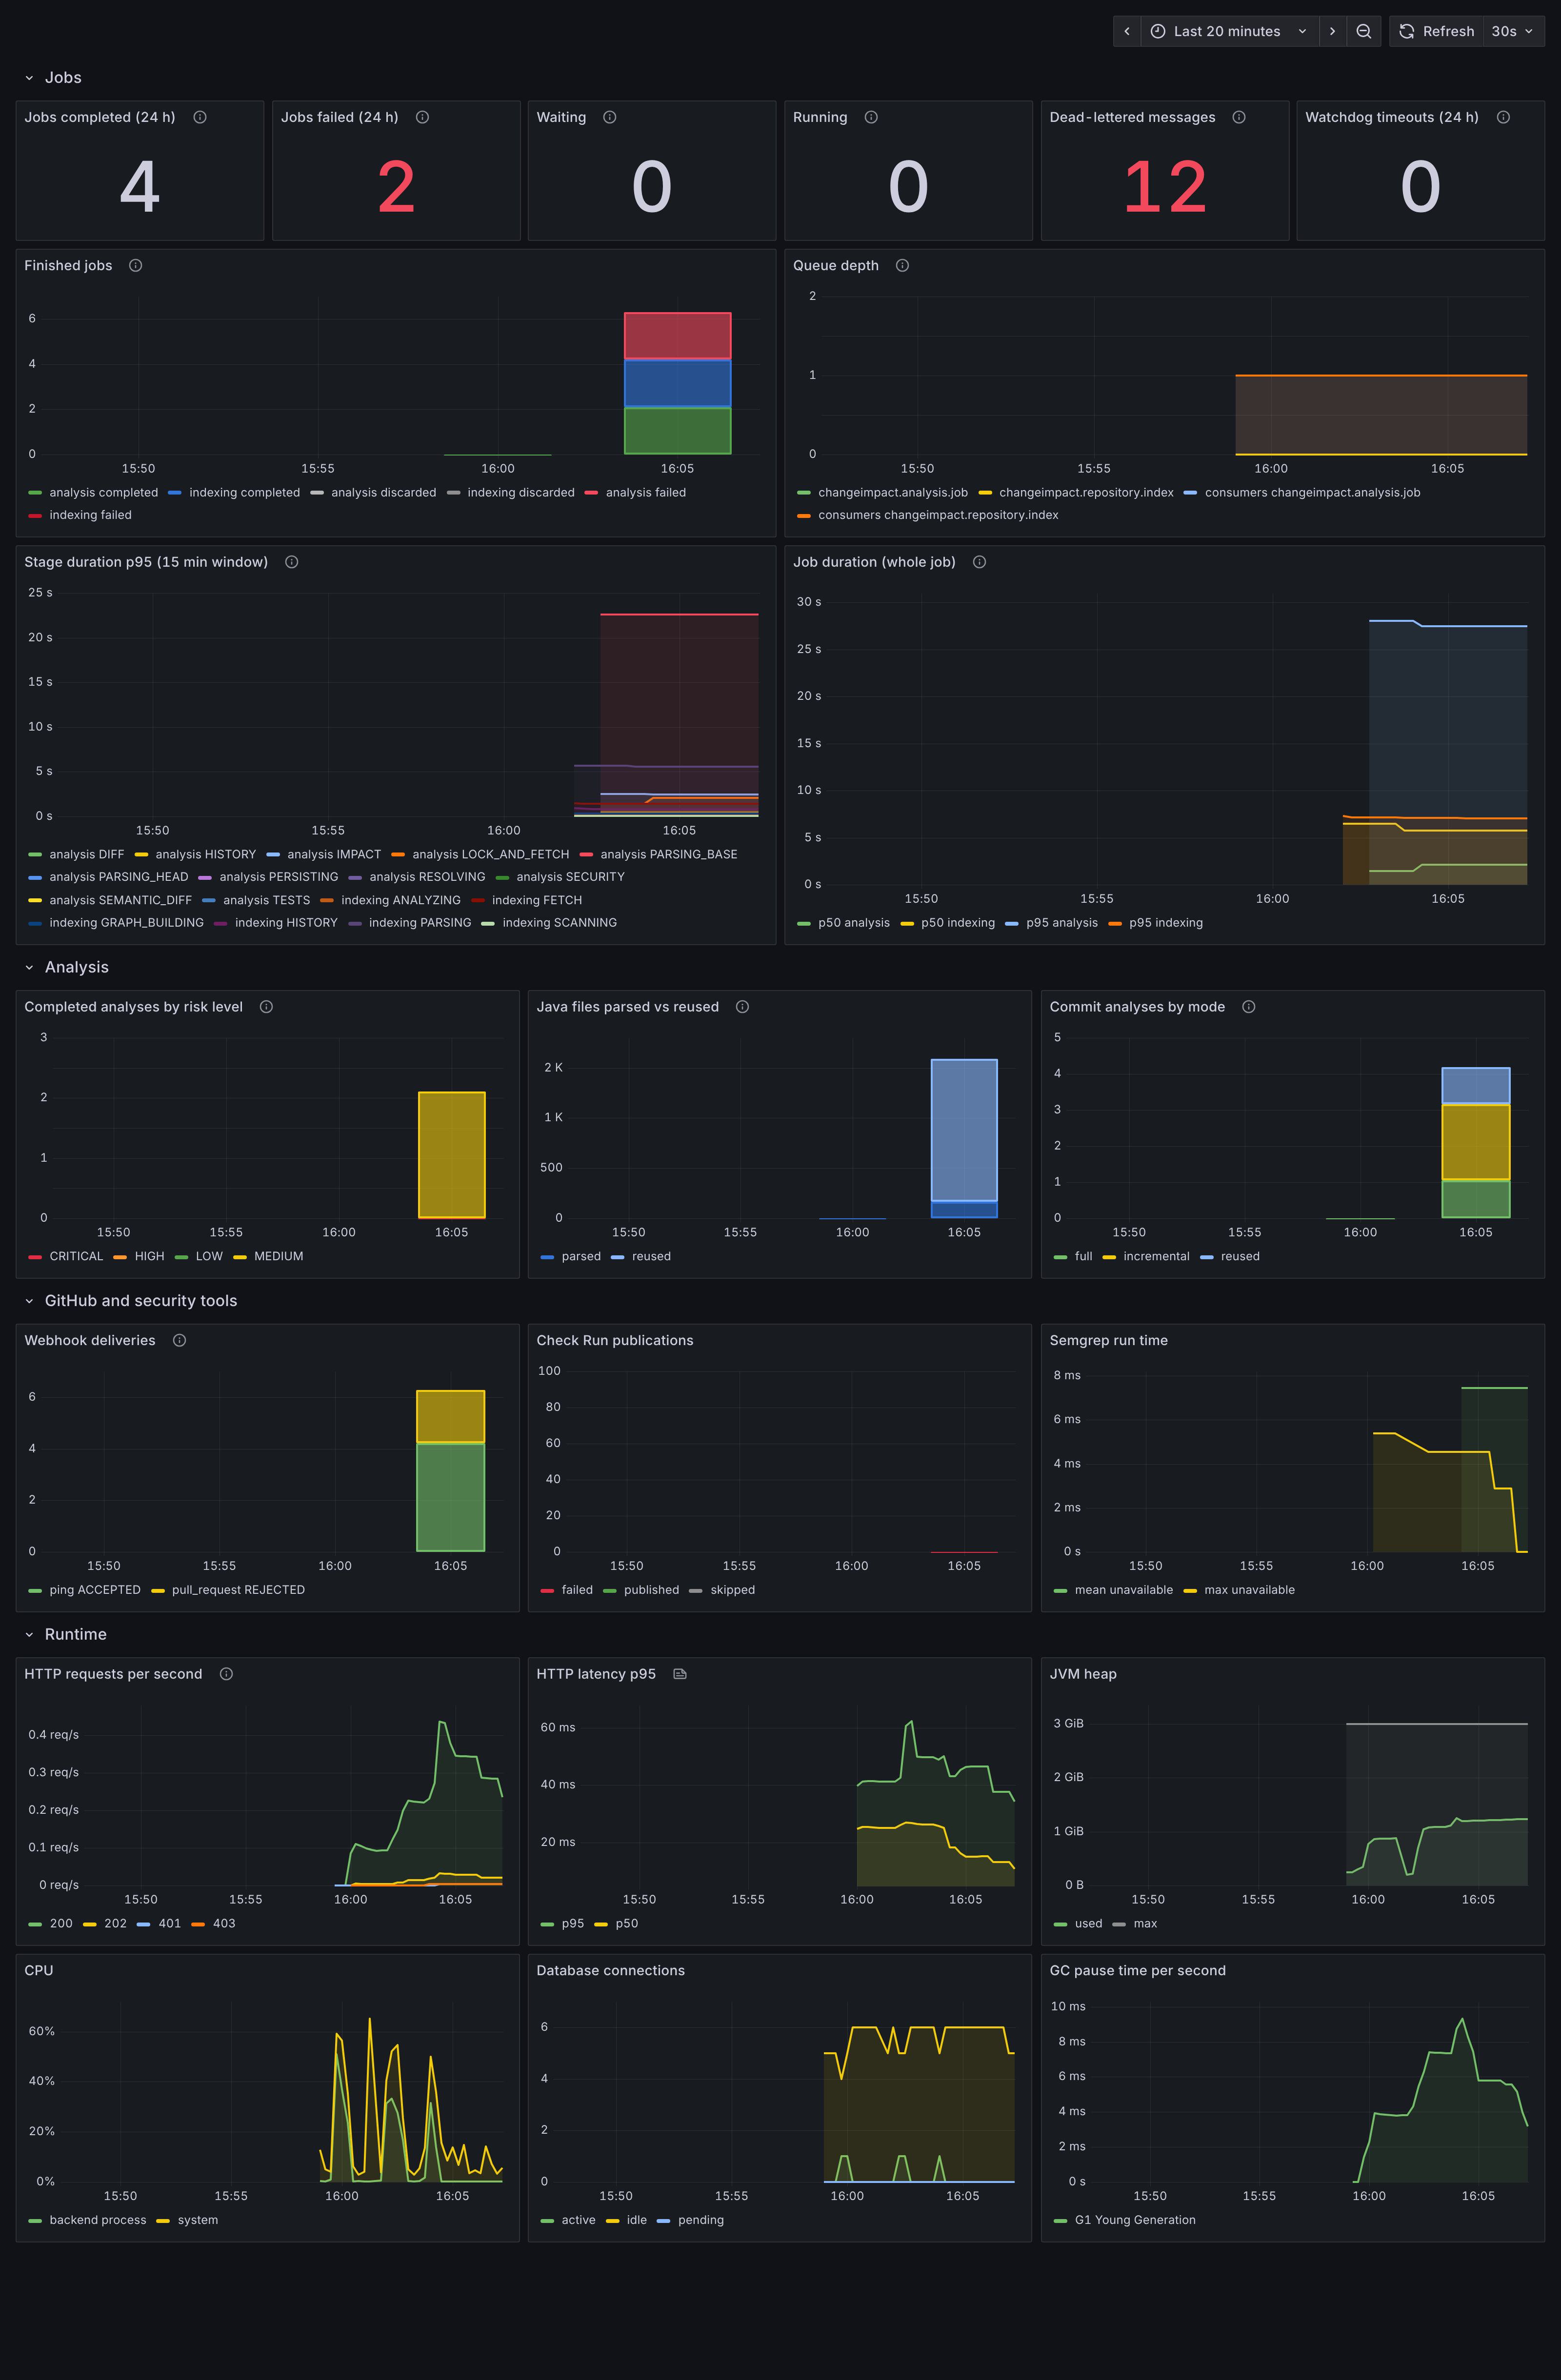 Last 20 minutes
Refresh 30s
Jobs
Jobs completed (24 h)
4
Jobs failed (24 h)
2
Waiting
0
Running
0
Dead-lettered messages
12
Watchdog timeouts (24 h)
0
Finished jobs
6
4
2
0
15:50 15:55 16:00 16:05
analysis completed indexing completed analysis discarded indexing discarded analysis failed
indexing failed
Queue depth
2
1
0
15:50 15:55 16:00 16:05
changeimpact.analysis.job changeimpact.repository.index consumers changeimpact.analysis.job
consumers changeimpact.repository.index
Stage duration p95 (15 min window)
25 s
20 s
15 s
10 s
5 s
0 s
15:50 15:55 16:00 16:05
analysis DIFF analysis HISTORY analysis IMPACT analysis LOCK_AND_FETCH analysis PARSING_BASE
analysis PARSING_HEAD analysis PERSISTING analysis RESOLVING analysis SECURITY
analysis SEMANTIC_DIFF analysis TESTS indexing ANALYZING indexing FETCH
indexing GRAPH_BUILDING indexing HISTORY indexing PARSING indexing SCANNING
Job duration (whole job)
30 s
25 s
20 s
15 s
10 s
5 s
0 s
15:50 15:55 16:00 16:05
p50 analysis p50 indexing p95 analysis p95 indexing
Analysis
Completed analyses by risk level
3
2
1
0
15:50 15:55 16:00 16:05
CRITICAL HIGH LOW MEDIUM
Java files parsed vs reused
2 K
1 K
500
0
15:50 15:55 16:00 16:05
parsed reused
Commit analyses by mode
5
4
3
2
1
0
15:50 15:55 16:00 16:05
full incremental reused
GitHub and security tools
Webhook deliveries
6
4
2
0
15:50 15:55 16:00 16:05
ping ACCEPTED pull_request REJECTED
Check Run publications
100
80
60
40
20
0
15:50 15:55 16:00 16:05
failed published skipped
Semgrep run time
8 ms
6 ms
4 ms
2 ms
0 s
15:50 15:55 16:00 16:05
mean unavailable max unavailable
Runtime
HTTP requests per second
0.4 req/s
0.3 req/s
0.2 req/s
0.1 req/s
0 req/s
15:50 15:55 16:00 16:05
200 202 401 403
HTTP latency p95
60 ms
40 ms
20 ms
15:50 15:55 16:00 16:05
p95 p50
JVM heap
3 GiB
2 GiB
1 GiB
0 B
15:50 15:55 16:00 16:05
used max
CPU
60%
40%
20%
0%
15:50 15:55 16:00 16:05
backend process system
Database connections
6
4
2
0
15:50 15:55 16:00 16:05
active idle pending
GC pause time per second
10 ms
8 ms
6 ms
4 ms
2 ms
0 s
15:50 15:55 16:00 16:05
G1 Young Generation